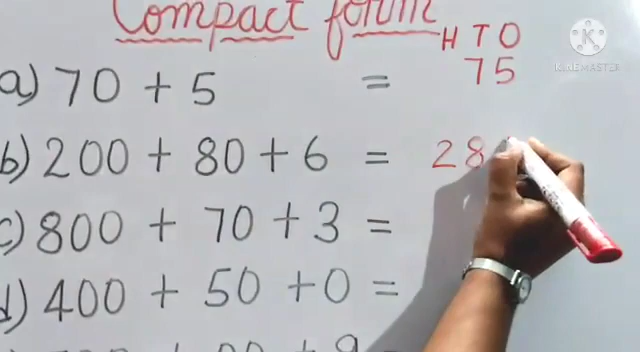 Compact form
H T O
a) 70 + 5 = 75
b) 200 + 80 + 6 = 28
c) 800 + 70 + 3 =
d) 400 + 50 + 0 =
KINEMASTER